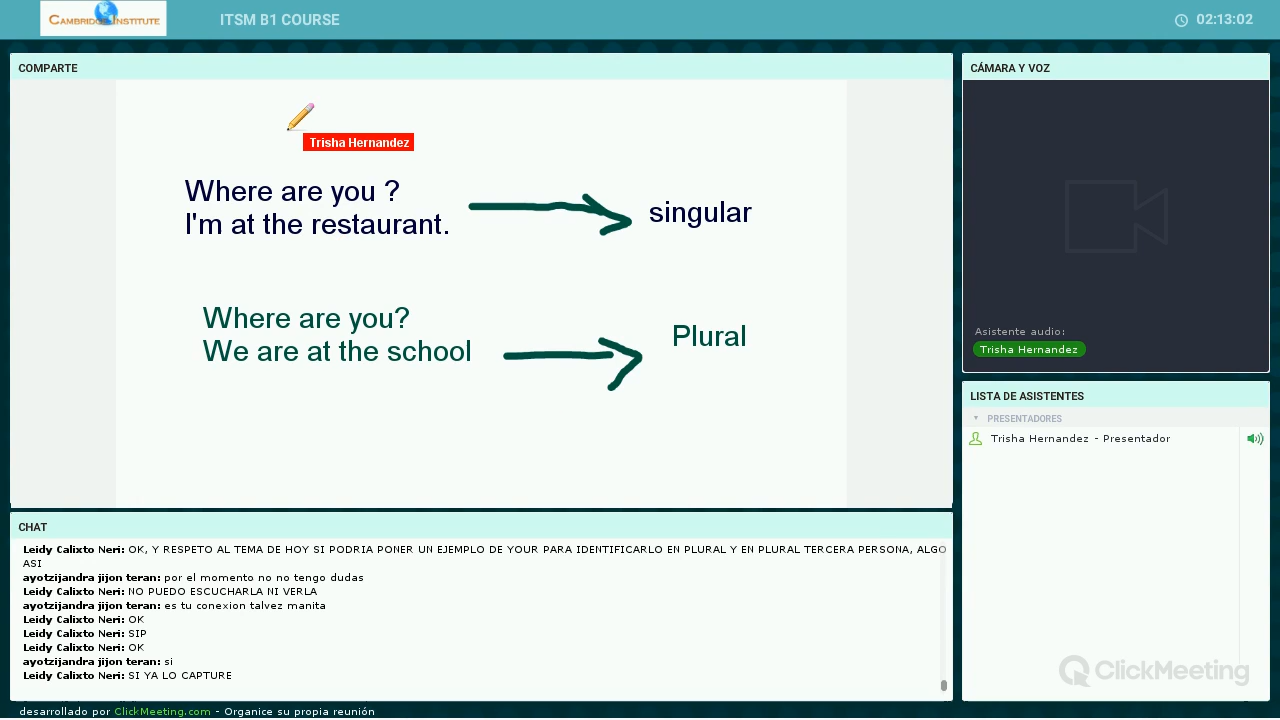 CAMBRIDGE INSTITUTE
ITSM B1 COURSE
02:13:02
COMPARTE
Trisha Hernandez
Where are you ?
I'm at the restaurant.
singular
Where are you?
We are at the school
Plural
CÁMARA Y VOZ
Asistente audio:
Trisha Hernandez
LISTA DE ASISTENTES
PRESENTADORES
Trisha Hernandez - Presentador
ClickMeeting
CHAT
Leidy Calixto Neri: OK, Y RESPETO AL TEMA DE HOY SI PODRIA PONER UN EJEMPLO DE YOUR PARA IDENTIFICARLO EN PLURAL Y EN PLURAL TERCERA PERSONA, ALGO
ASI
ayotzijandra jijon teran: por el momento no no tengo dudas
Leidy Calixto Neri: NO PUEDO ESCUCHARLA NI VERLA
ayotzijandra jijon teran: es tu conexion talvez manita
Leidy Calixto Neri: OK
Leidy Calixto Neri: SIP
Leidy Calixto Neri: OK
ayotzijandra jijon teran: si
Leidy Calixto Neri: SI YA LO CAPTURE
desarrollado por ClickMeeting.com - Organice su propia reunión